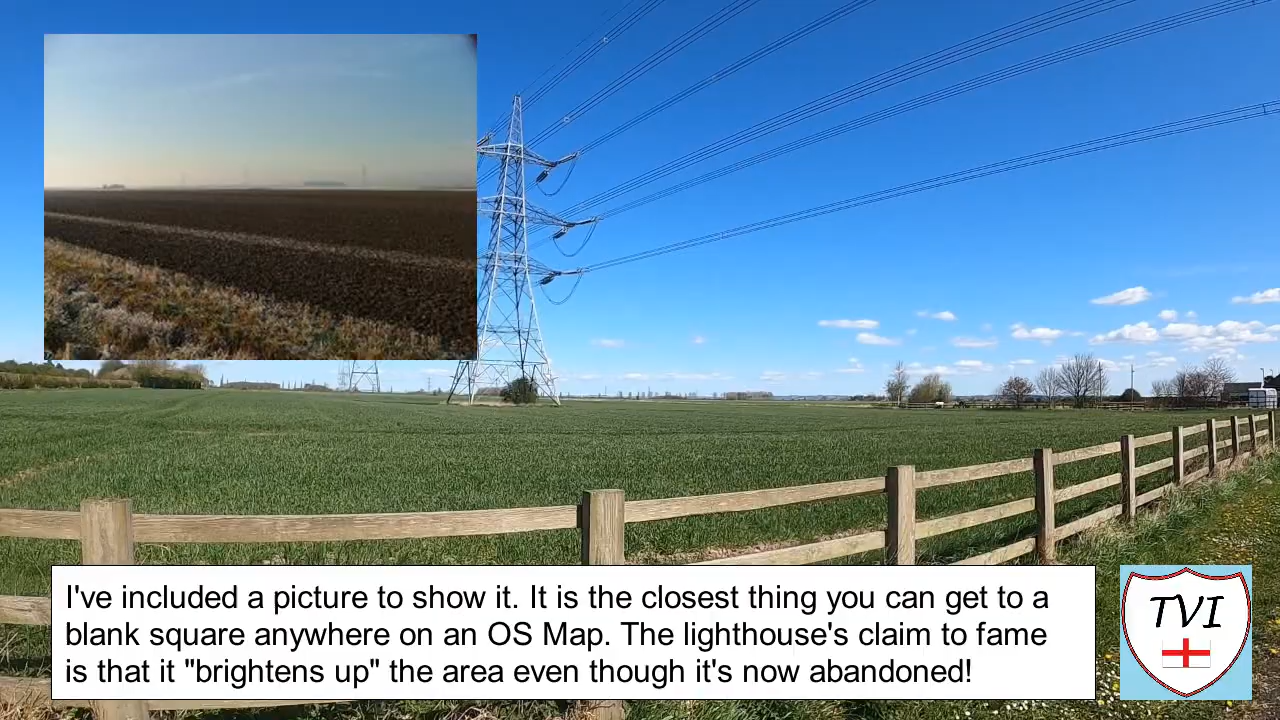 I've included a picture to show it. It is the closest thing you can get to a
blank square anywhere on an OS Map. The lighthouse's claim to fame
is that it "brightens up" the area even though it's now abandoned!
TVI